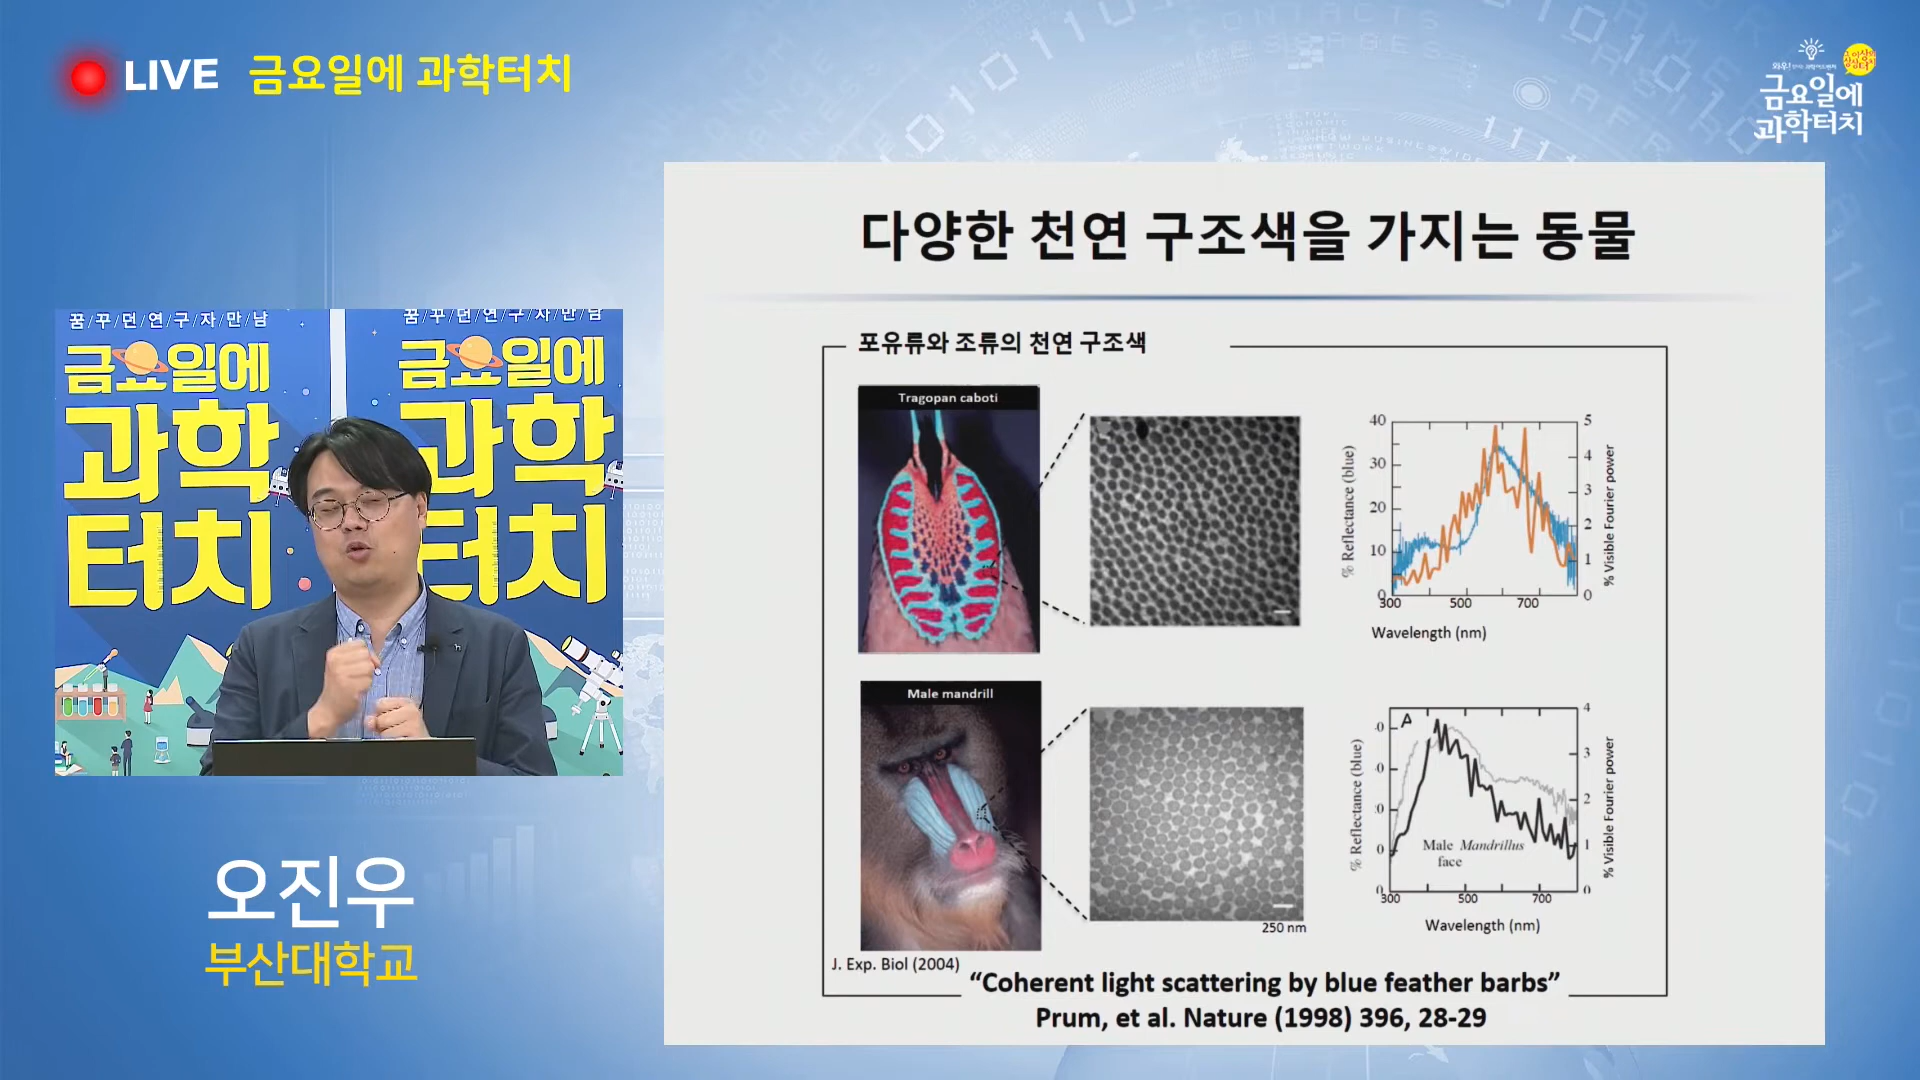 LIVE 금요일에 과학터치
금요일에
과학터치
꿈/꾸/던/연/구/자/만/남
금요일에
과학
터치
꿈/꾸/던/연/구/자/만/남
금요일에
과학
터치
오진우
부산대학교
다양한 천연 구조색을 가지는 동물
포유류와 조류의 천연 구조색
Tragopan caboti
40
30
20
10
0
5
4
3
2
1
0
% Reflectance (blue)
% Visible Fourier power
300 500 700
Wavelength (nm)
Male mandrill
250 nm
A
4
3
2
1
0
% Reflectance (blue)
% Visible Fourier power
Male Mandrillus
face
300 500 700
Wavelength (nm)
J. Exp. Biol (2004)
“Coherent light scattering by blue feather barbs”
Prum, et al. Nature (1998) 396, 28-29